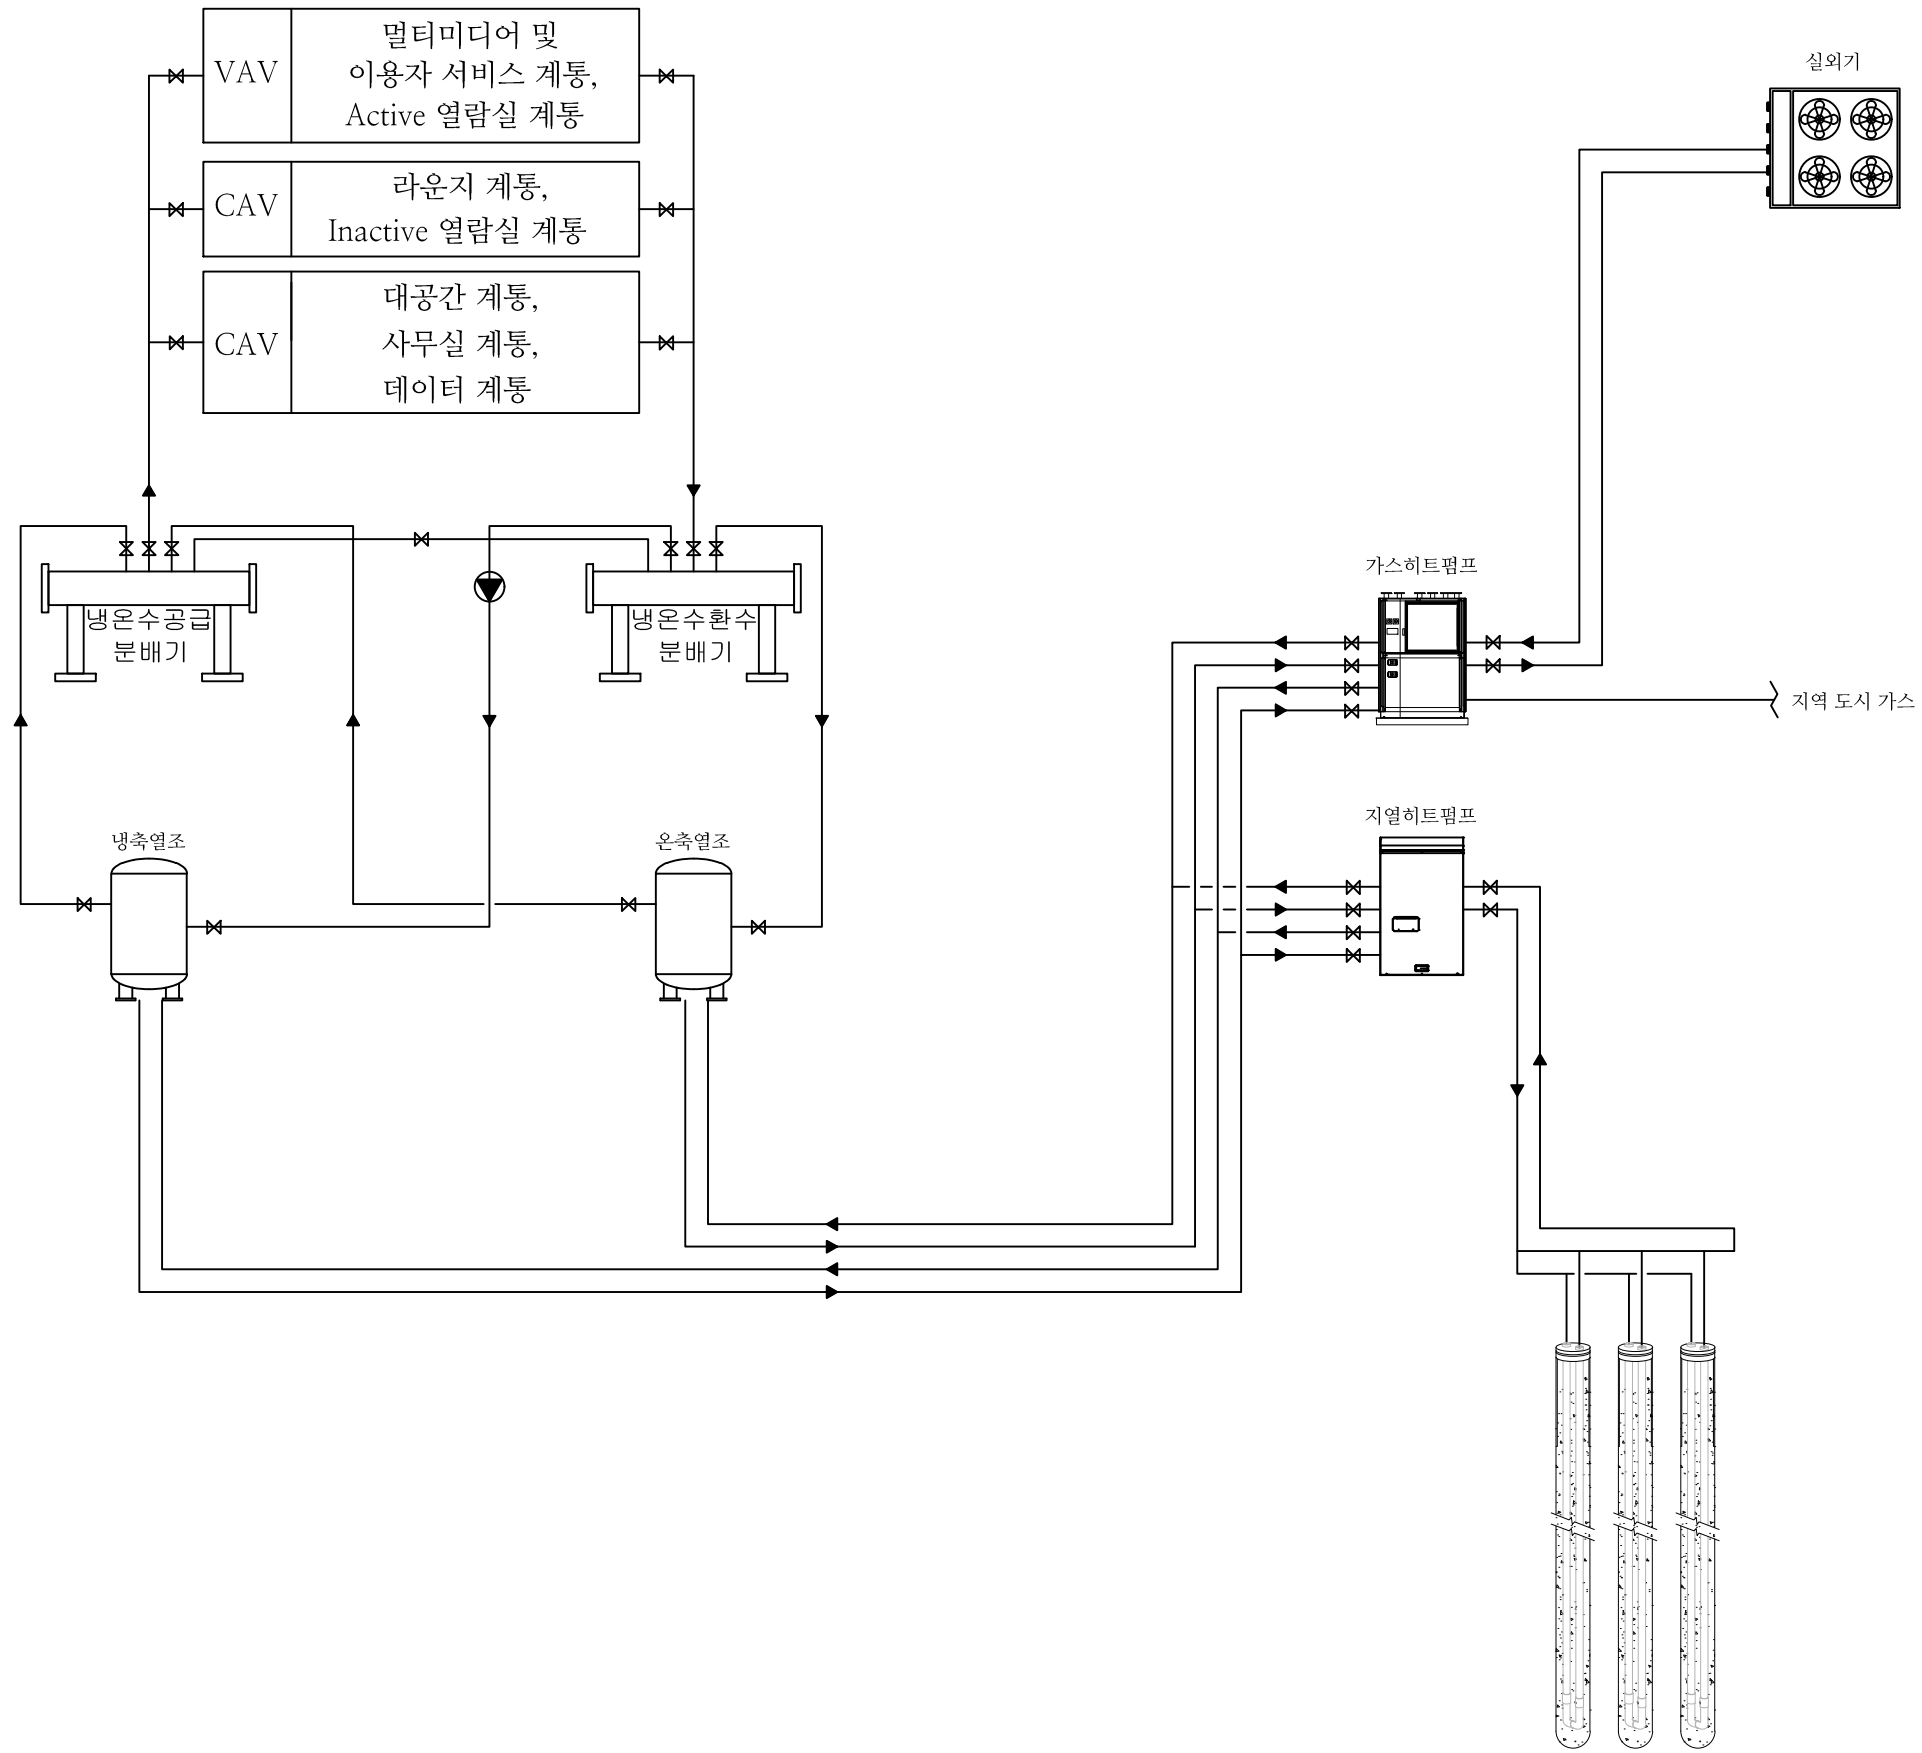 VAV
멀티미디어 및
이용자 서비스 계통,
Active 열람실 계통
CAV
라운지 계통,
Inactive 열람실 계통
CAV
대공간 계통,
사무실 계통,
데이터 계통
실외기
냉온수공급
분배기
냉온수환수
분배기
가스히트펌프
지역 도시 가스
지열히트펌프
냉축열조
온축열조